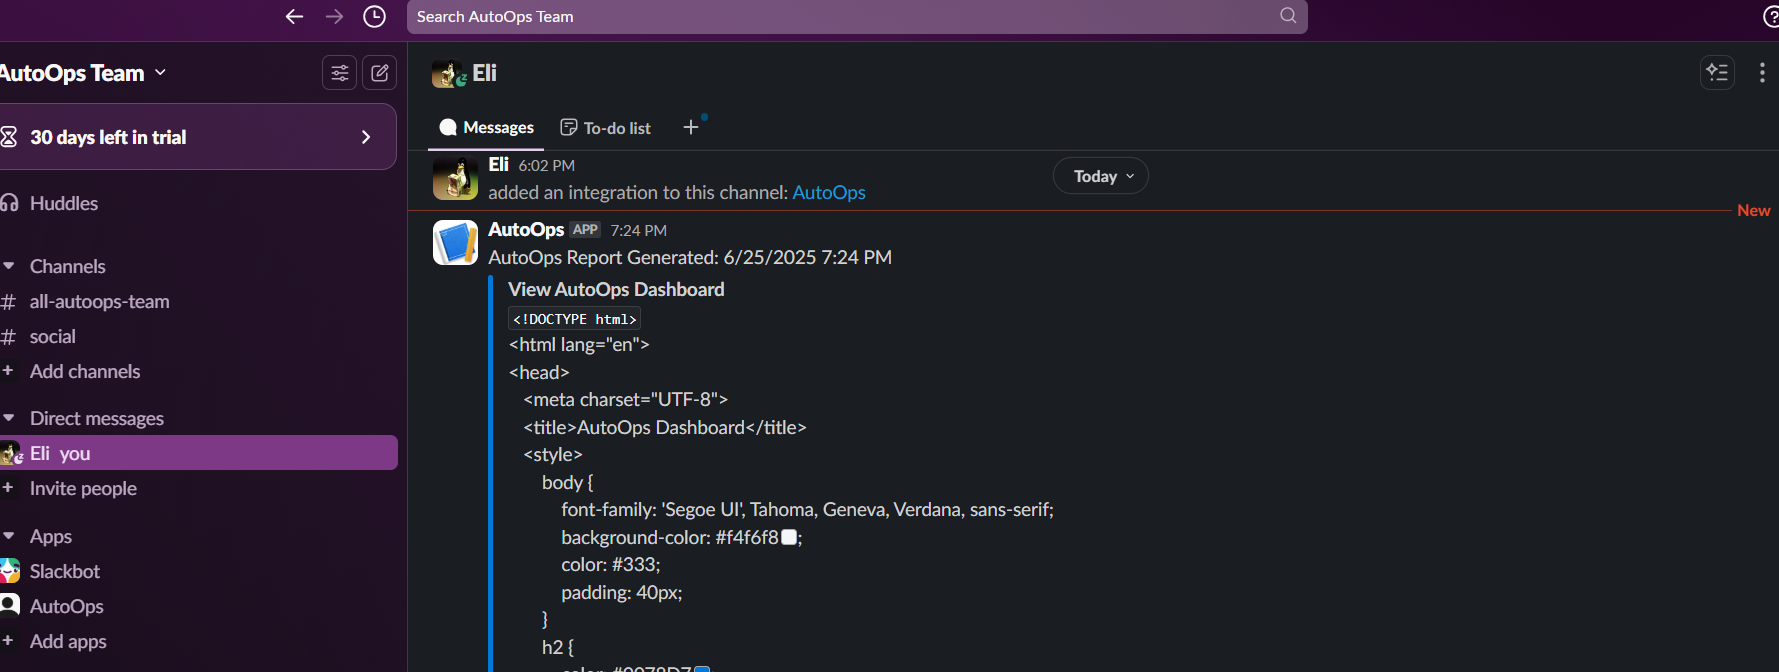 Search AutoOps Team
AutoOps Team
30 days left in trial
Huddles
Channels
# all-autoops-team
# social
+ Add channels
Direct messages
Eli you
+ Invite people
Apps
Slackbot
AutoOps
+ Add apps
Eli
Messages
To-do list
+
Eli 6:02 PM
added an integration to this channel: AutoOps
Today
New
AutoOps APP 7:24 PM
AutoOps Report Generated: 6/25/2025 7:24 PM
View AutoOps Dashboard
<!DOCTYPE html>
<html lang="en">
<head>
<meta charset="UTF-8">
<title>AutoOps Dashboard</title>
<style>
body {
font-family: 'Segoe UI', Tahoma, Geneva, Verdana, sans-serif;
background-color: #f4f6f8;
color: #333;
padding: 40px;
}
h2 {
color: #0078D7